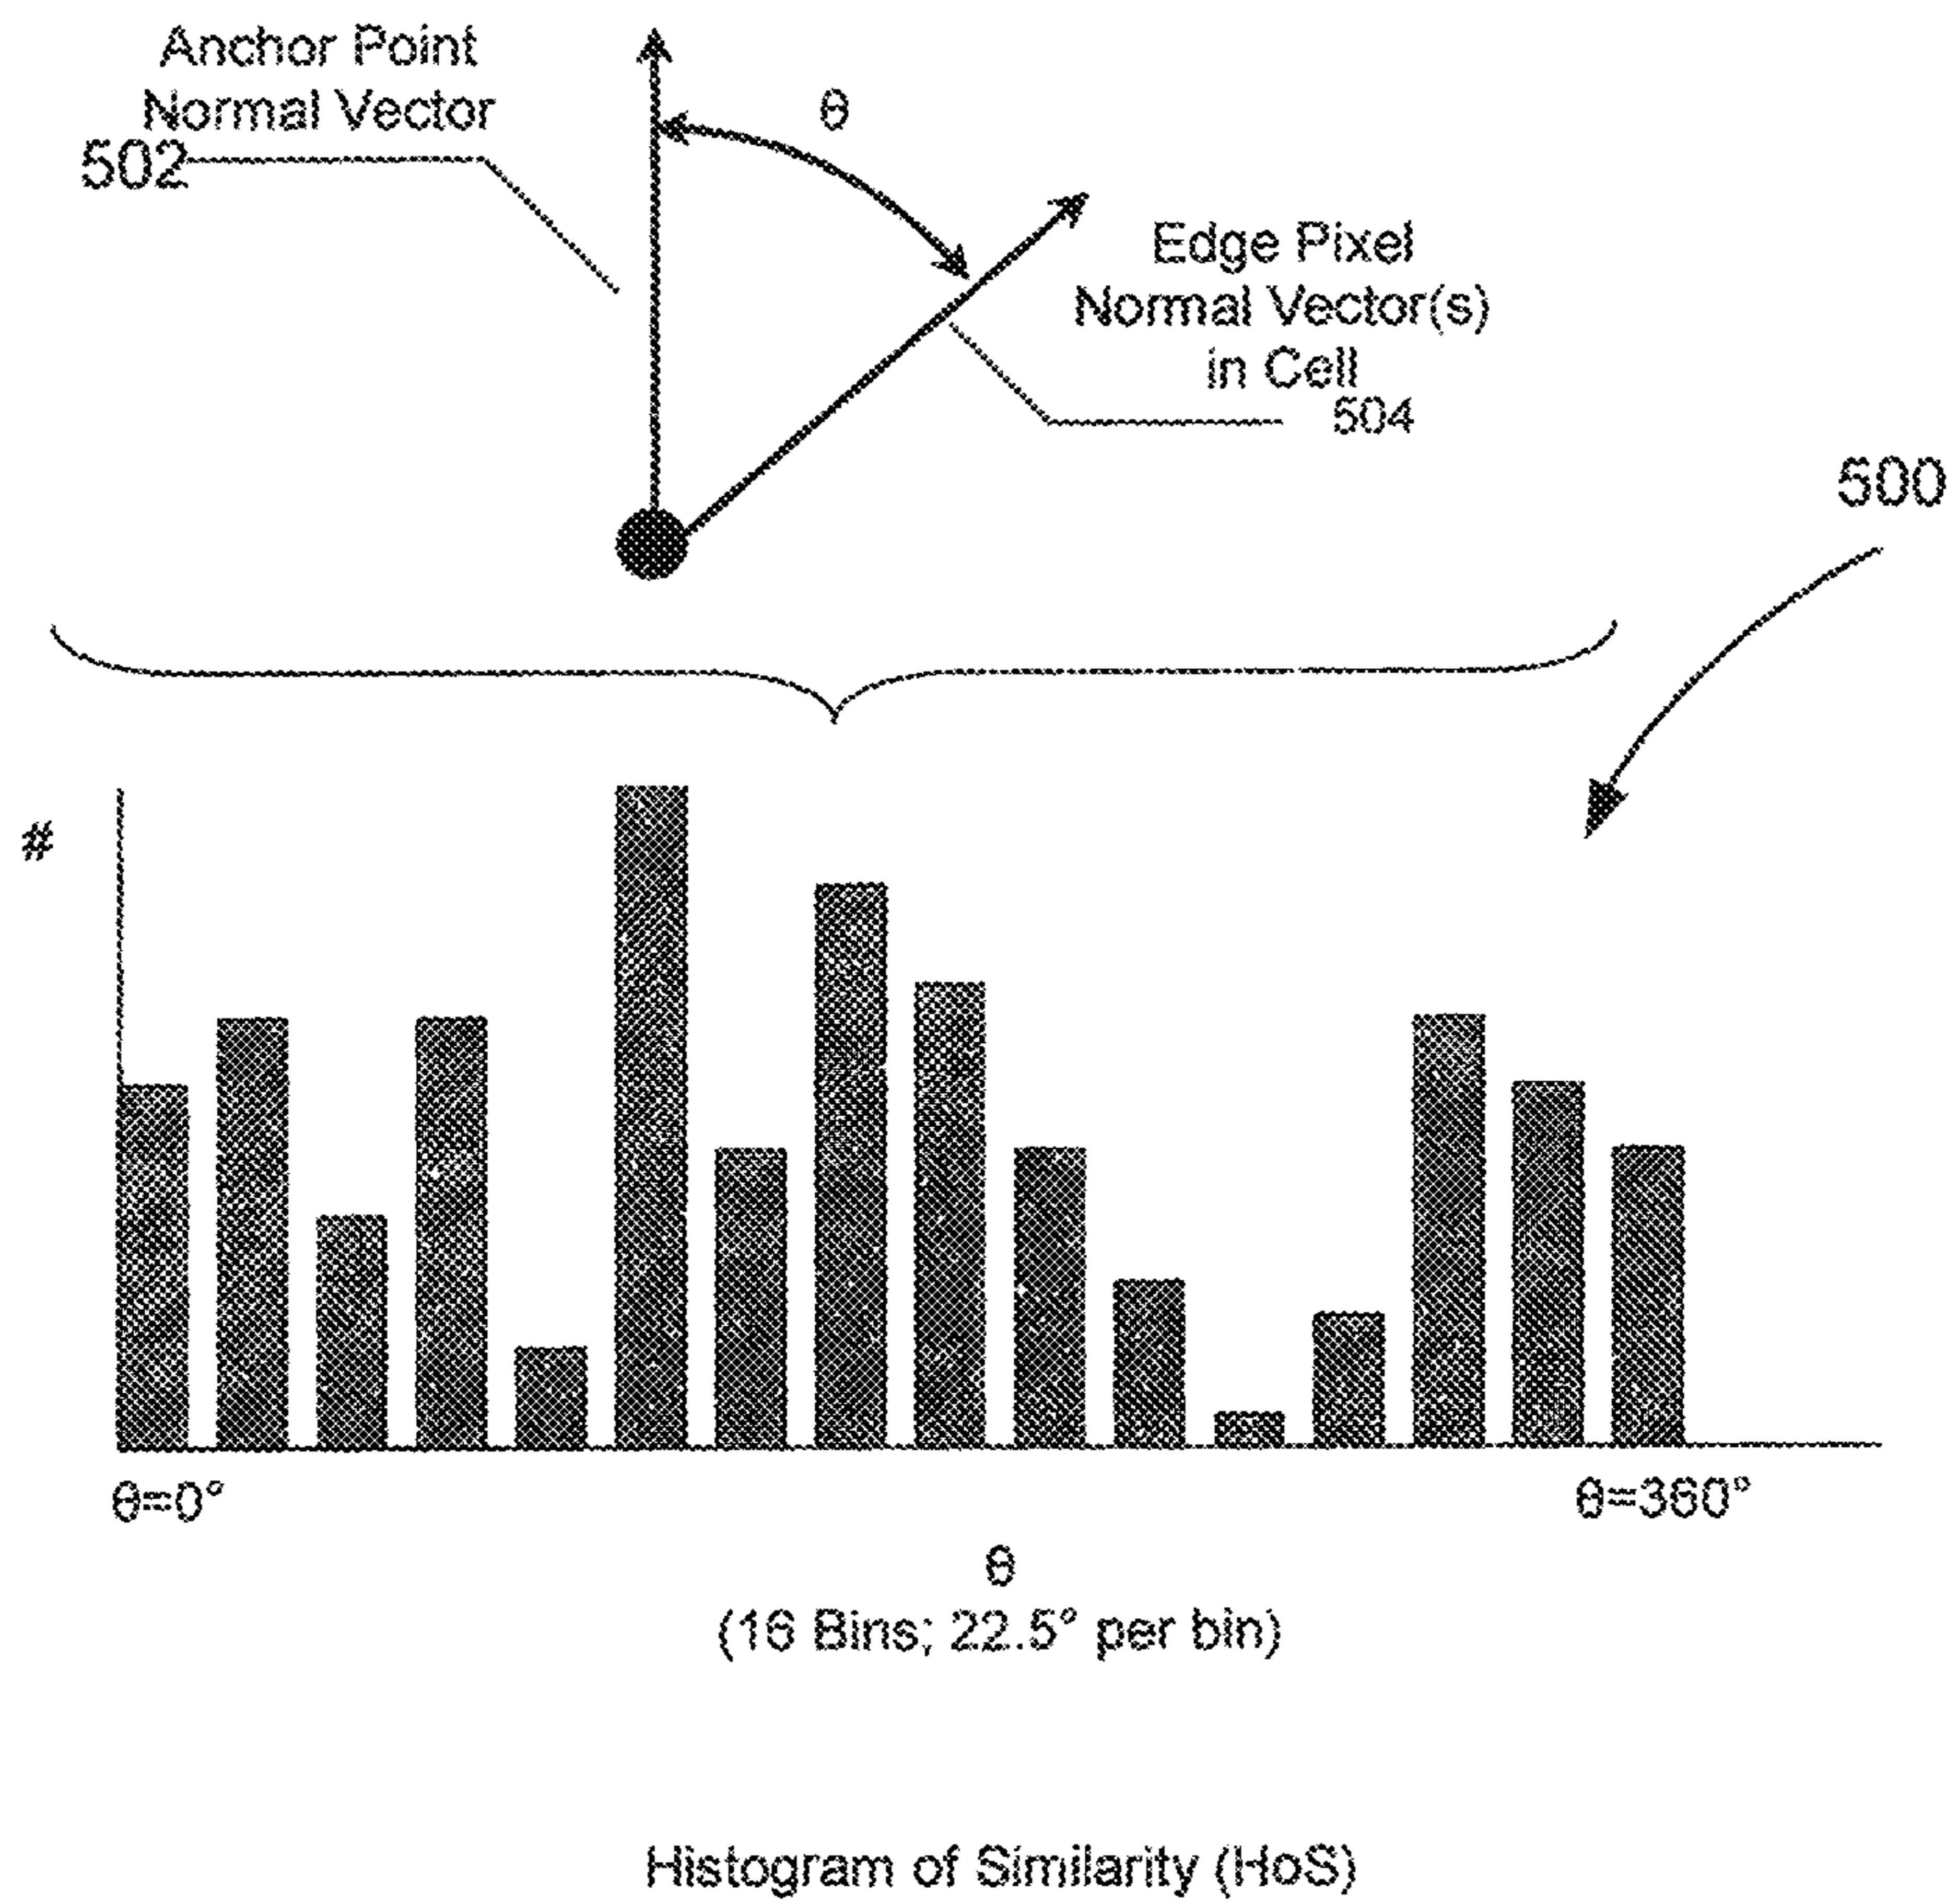 Anchor Point
Normal Vector
502
θ
Edge Pixel
Normal Vector(s)
in Cell
504
500
#
θ=0°
θ=360°
θ
(16 Bins; 22.5° per bin)
Histogram of Similarity (HoS)